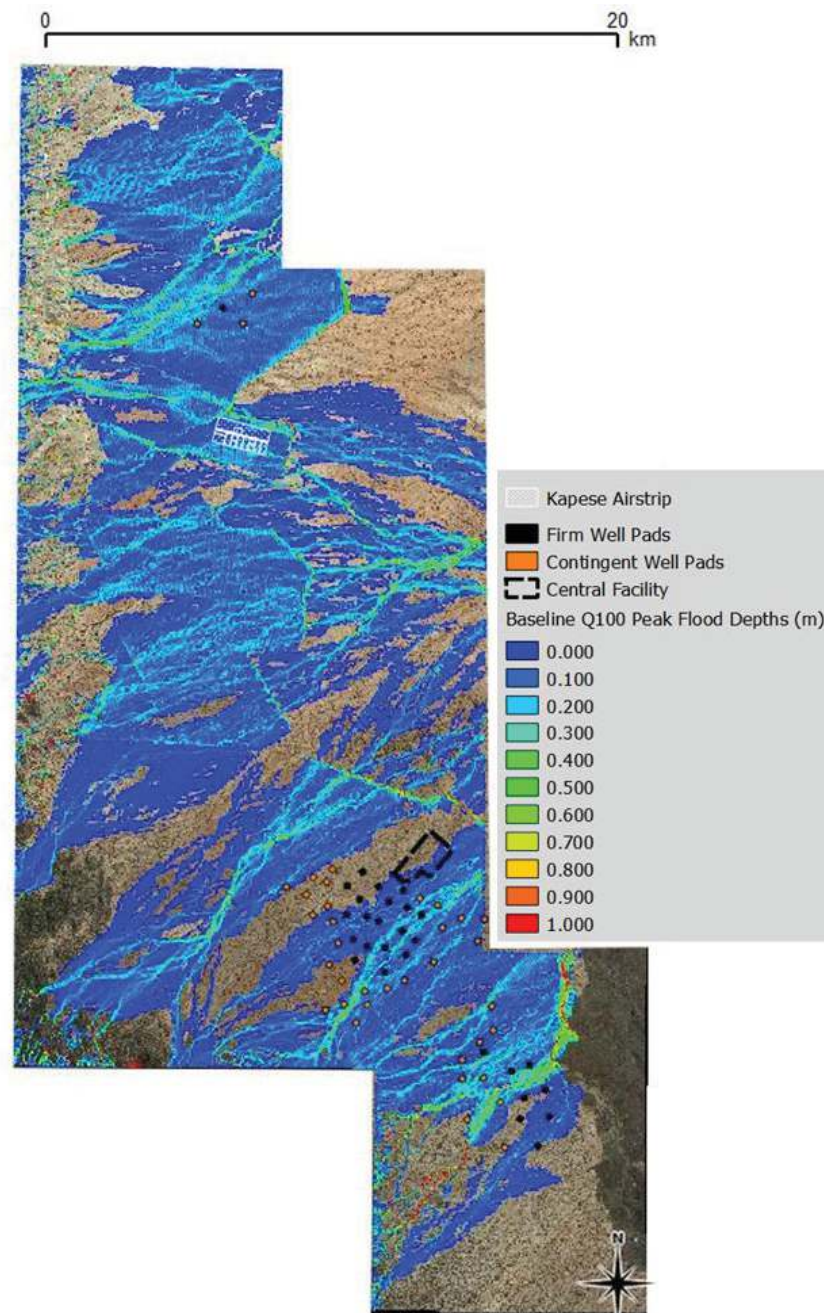 0 20
km
Kapese Airstrip
Firm Well Pads
Contingent Well Pads
Central Facility
Baseline Q100 Peak Flood Depths (m)
0.000
0.100
0.200
0.300
0.400
0.500
0.600
0.700
0.800
0.900
1.000
N